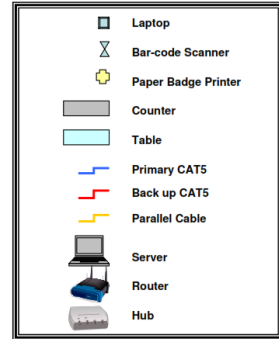 Laptop
Bar-code Scanner
Paper Badge Printer
Counter
Table
Primary CAT5
Back up CAT5
Parallel Cable
Server
Router
Hub